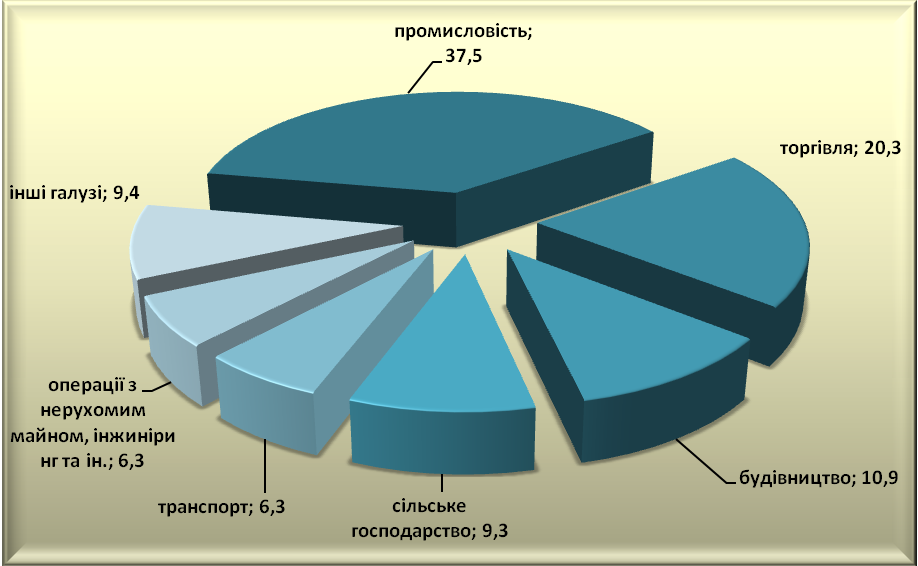 промисловість;
37,5
торгівля; 20,3
інші галузі; 9,4
операції з
нерухомим
майном, інжинірин
нг та ін.; 6,3
транспорт; 6,3
сільське
господарство; 9,3
будівництво; 10,9